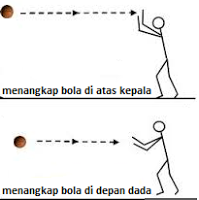 menangkap bola di atas kepala
menangkap bola di depan dada